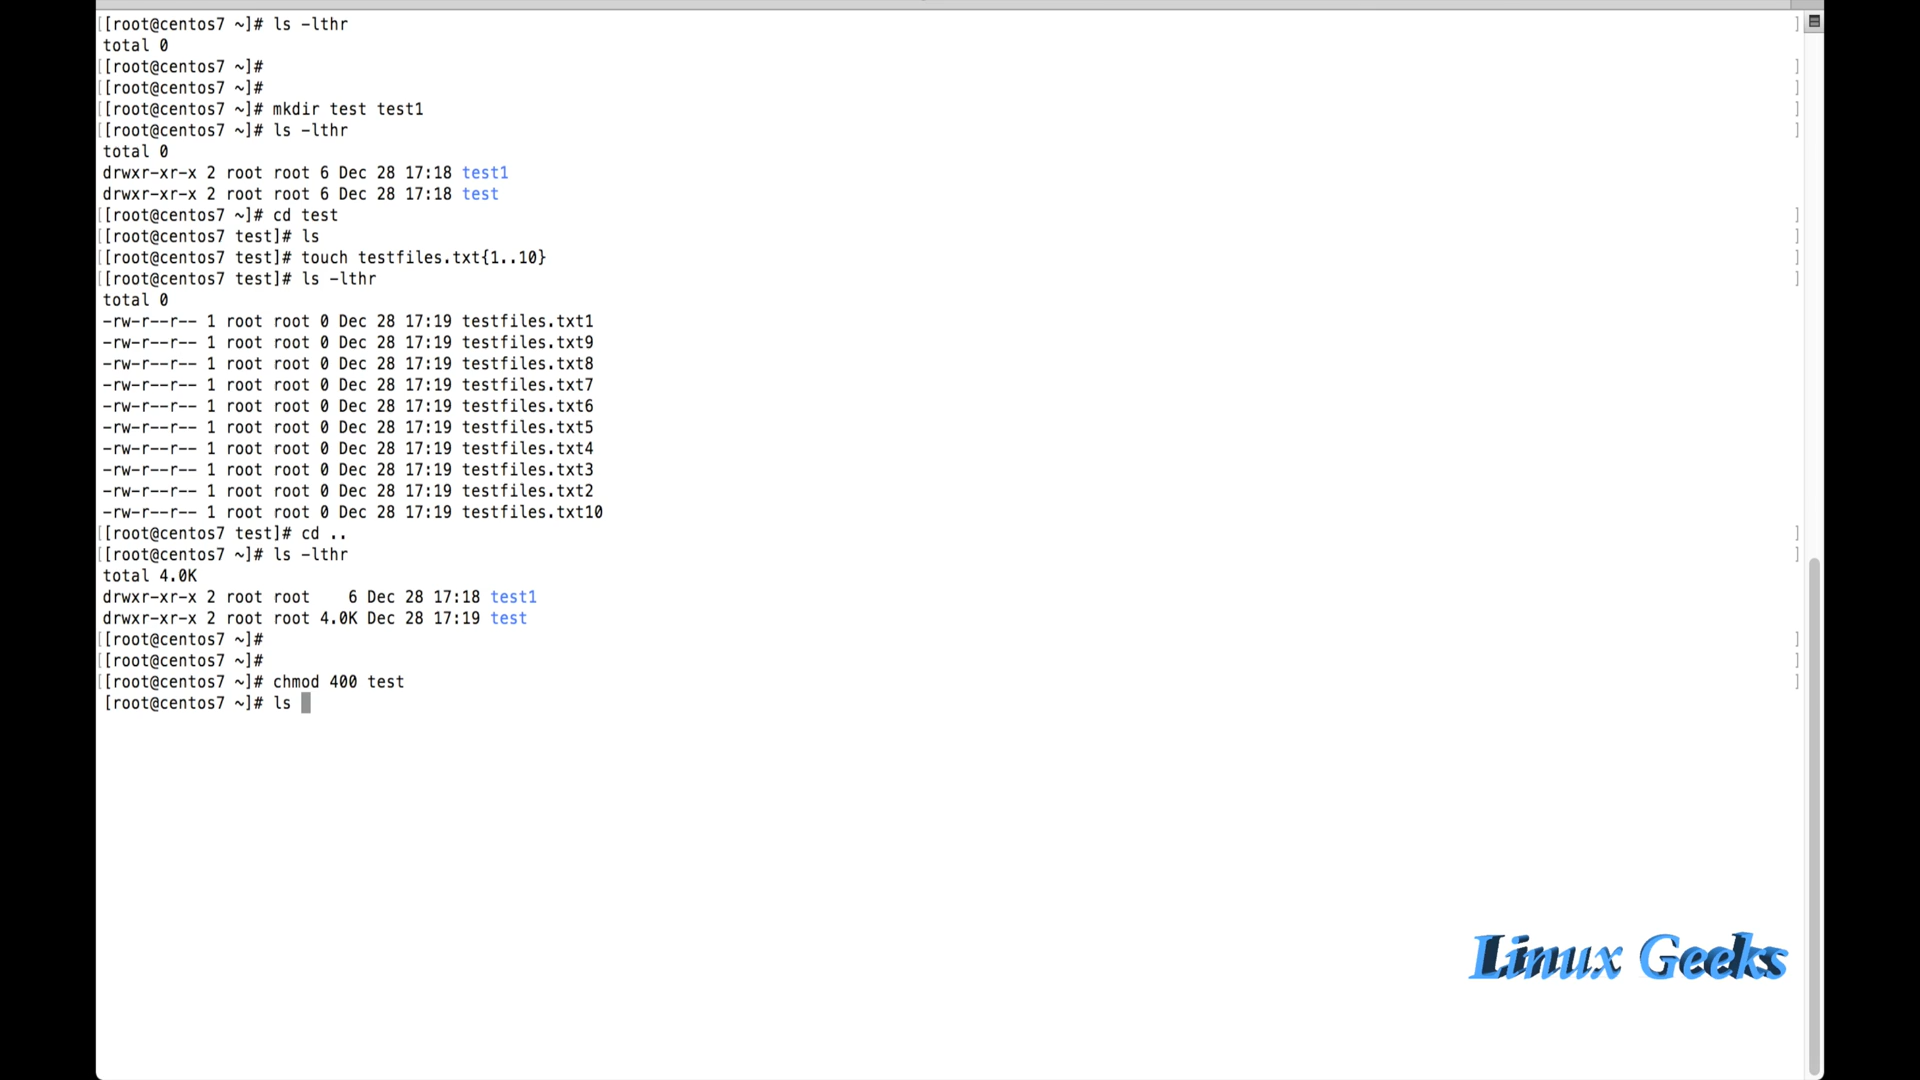 [[root@centos7 ~]# ls -lthr ]
total 0
[[root@centos7 ~]# ]
[[root@centos7 ~]# ]
[[root@centos7 ~]# mkdir test test1 ]
[[root@centos7 ~]# ls -lthr ]
total 0
drwxr-xr-x 2 root root 6 Dec 28 17:18 test1
drwxr-xr-x 2 root root 6 Dec 28 17:18 test
[[root@centos7 ~]# cd test ]
[[root@centos7 test]# ls ]
[[root@centos7 test]# touch testfiles.txt{1..10} ]
[[root@centos7 test]# ls -lthr ]
total 0
-rw-r--r-- 1 root root 0 Dec 28 17:19 testfiles.txt1
-rw-r--r-- 1 root root 0 Dec 28 17:19 testfiles.txt9
-rw-r--r-- 1 root root 0 Dec 28 17:19 testfiles.txt8
-rw-r--r-- 1 root root 0 Dec 28 17:19 testfiles.txt7
-rw-r--r-- 1 root root 0 Dec 28 17:19 testfiles.txt6
-rw-r--r-- 1 root root 0 Dec 28 17:19 testfiles.txt5
-rw-r--r-- 1 root root 0 Dec 28 17:19 testfiles.txt4
-rw-r--r-- 1 root root 0 Dec 28 17:19 testfiles.txt3
-rw-r--r-- 1 root root 0 Dec 28 17:19 testfiles.txt2
-rw-r--r-- 1 root root 0 Dec 28 17:19 testfiles.txt10
[[root@centos7 test]# cd .. ]
[[root@centos7 ~]# ls -lthr ]
total 4.0K
drwxr-xr-x 2 root root    6 Dec 28 17:18 test1
drwxr-xr-x 2 root root 4.0K Dec 28 17:19 test
[[root@centos7 ~]# ]
[[root@centos7 ~]# ]
[[root@centos7 ~]# chmod 400 test ]
[root@centos7 ~]# ls
Linux Geeks